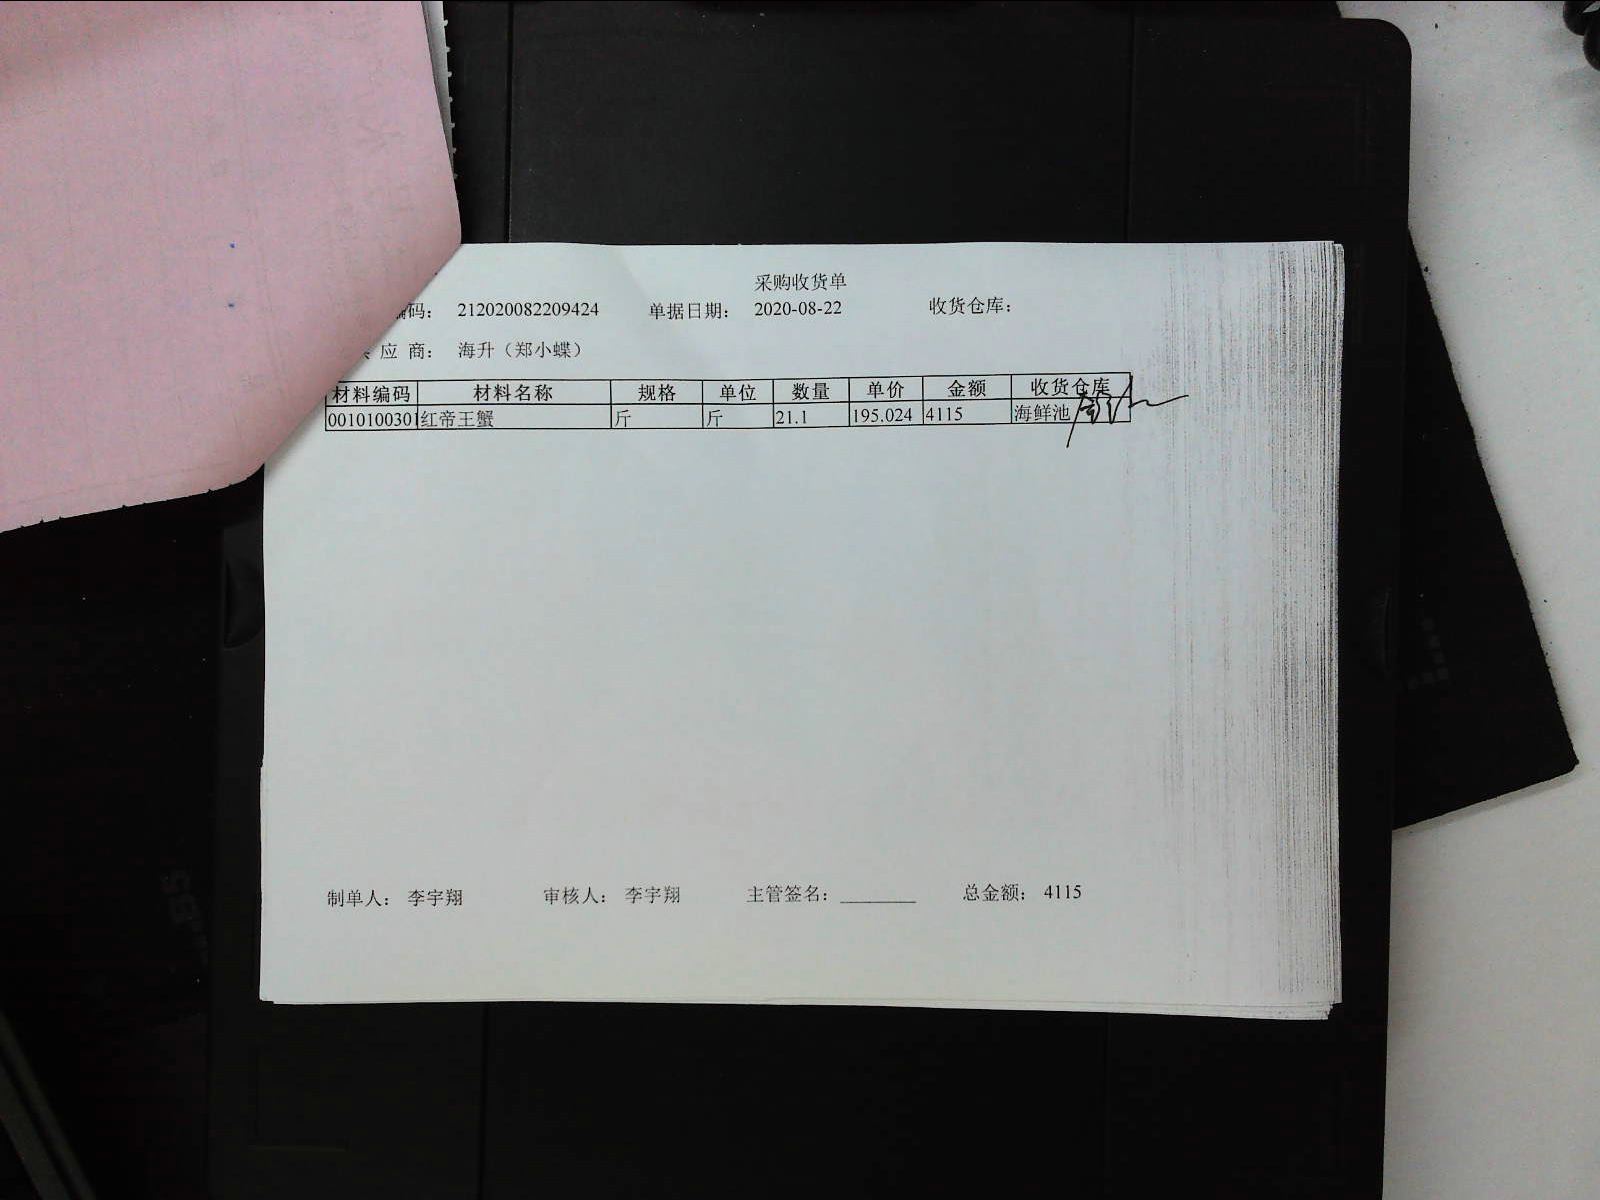 采购收货单
编码： 212020082209424 单据日期： 2020-08-22 收货仓库：
应 商： 海升（郑小蝶）
材料编码 材料名称 规格 单位 数量 单价 金额 收货仓库
0010100301 红帝王蟹 斤 斤 21.1 195.024 4115 海鲜池
制单人： 李宇翔 审核人： 李宇翔 主管签名： ________ 总金额： 4115